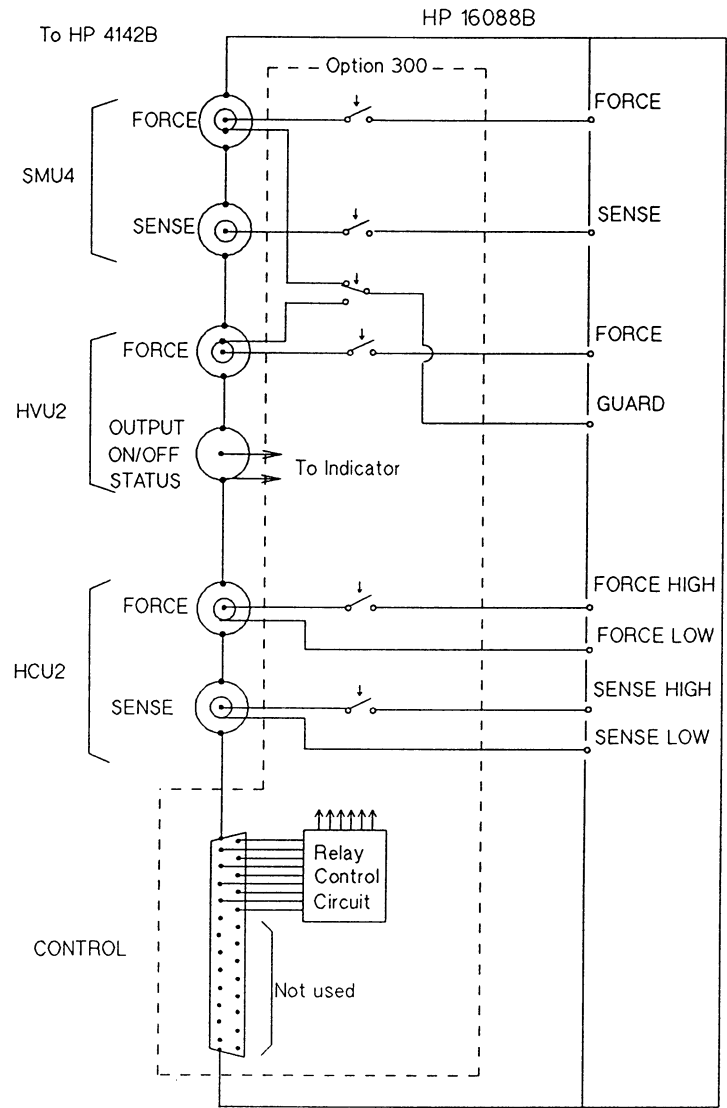 HP 16088B
To HP 4142B
Option 300
FORCE
FORCE
SMU4
SENSE
SENSE
FORCE
FORCE
HVU2
GUARD
OUTPUT
ON/OFF
STATUS
To Indicator
FORCE
FORCE HIGH
FORCE LOW
HCU2
SENSE
SENSE HIGH
SENSE LOW
Relay
Control
Circuit
CONTROL
Not used